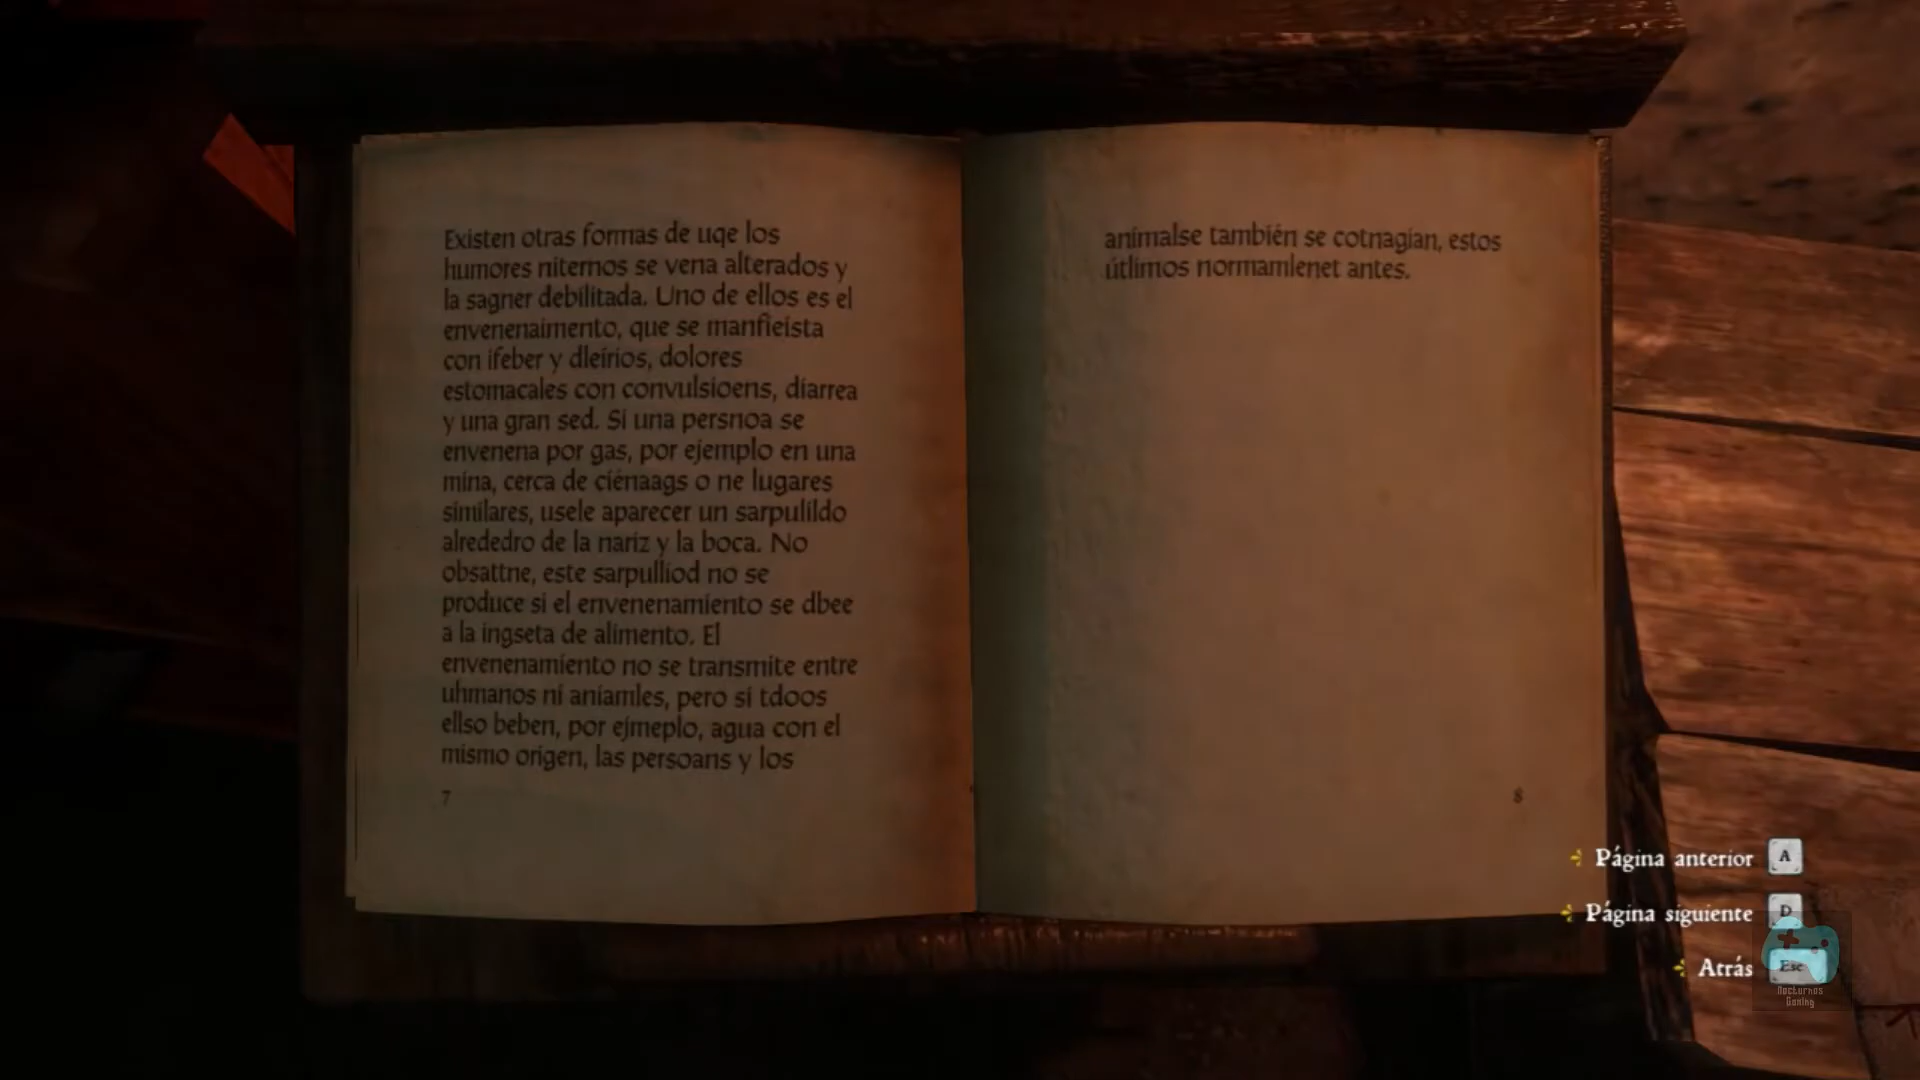 Existen otras formas de uqe los
humores niternos se vena alterados y
la sagner debilitada. Uno de ellos es el
envenenaimento, que se manfieista
con ifeber y dleirios, dolores
estomacales con convulsioens, diarrea
y una gran sed. Si una persnoa se
envenena por gas, por ejemplo en una
mina, cerca de ciénaags o ne lugares
similares, usele aparecer un sarpulildo
alrededro de la nariz y la boca. No
obsattne, este sarpulliod no se
produce si el envenenamiento se dbee
a la ingseta de alimento. El
envenenamiento no se transmite entre
uhmanos ni aniamles, pero si tdoos
ellso beben, por ejmeplo, agua con el
mismo origen, las persoans y los
7
animalse también se cotnagian, estos
útlimos normamlenet antes.
8
Página anterior A
Página siguiente D
Atrás Esc
Nocturnos
Gaming